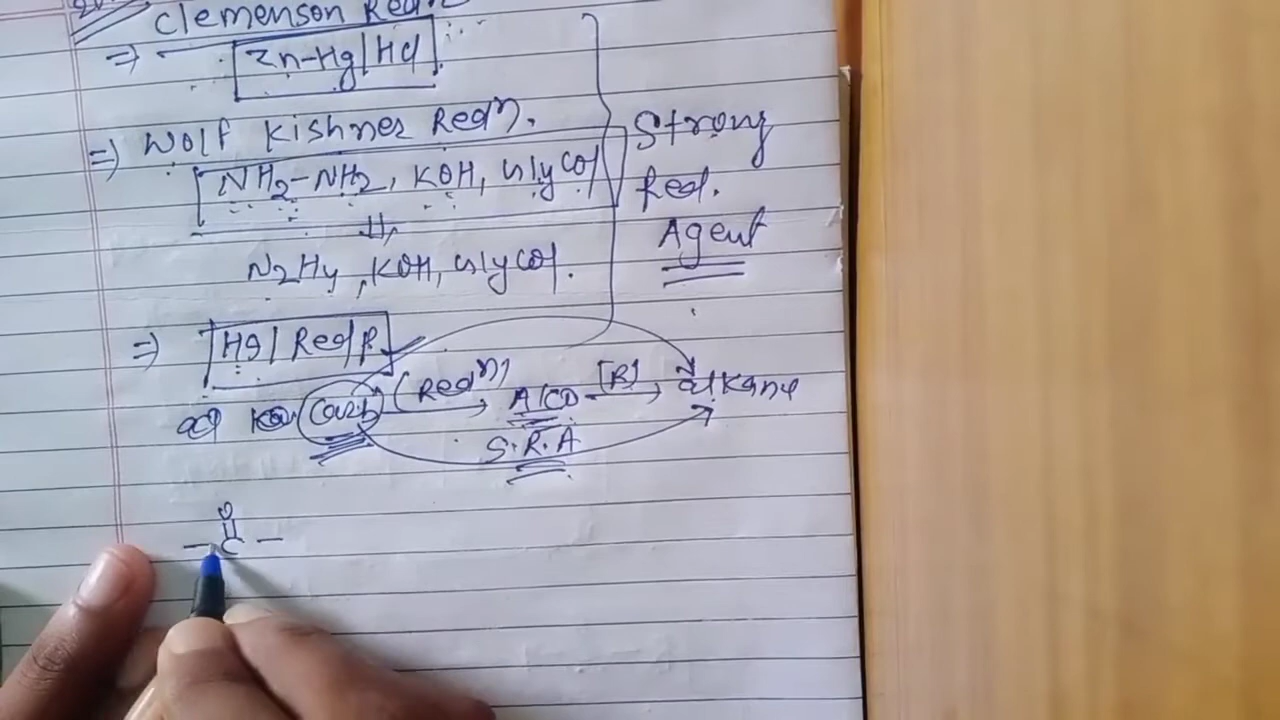 Clemenson Redn
⇒ Zn-Hg|HCl
⇒ Wolf Kishner Redn.
NH2-NH2, KOH, Glycol
⇓
N2H4, KOH, Glycol.
Strong
Red.
Agent
⇒ Hg| Red P
Carb (Redn) Alco [R] alkane
S.R.A
O
||
- C -